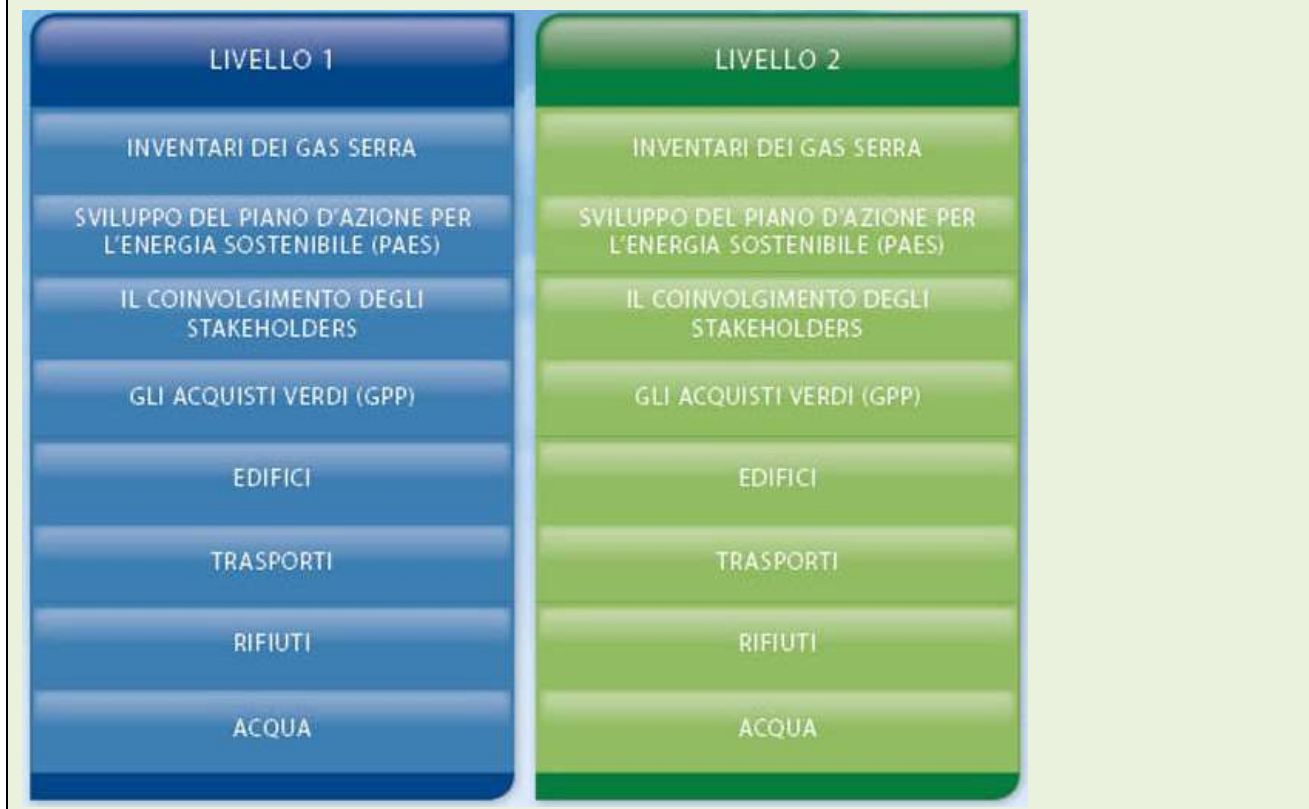 LIVELLO 1
INVENTARI DEI GAS SERRA
SVILUPPO DEL PIANO D'AZIONE PER
L'ENERGIA SOSTENIBILE (PAES)
IL COINVOLGIMENTO DEGLI
STAKEHOLDERS
GLI ACQUISTI VERDI (GPP)
EDIFICI
TRASPORTI
RIFIUTI
ACQUA
LIVELLO 2
INVENTARI DEI GAS SERRA
SVILUPPO DEL PIANO D'AZIONE PER
L'ENERGIA SOSTENIBILE (PAES)
IL COINVOLGIMENTO DEGLI
STAKEHOLDERS
GLI ACQUISTI VERDI (GPP)
EDIFICI
TRASPORTI
RIFIUTI
ACQUA